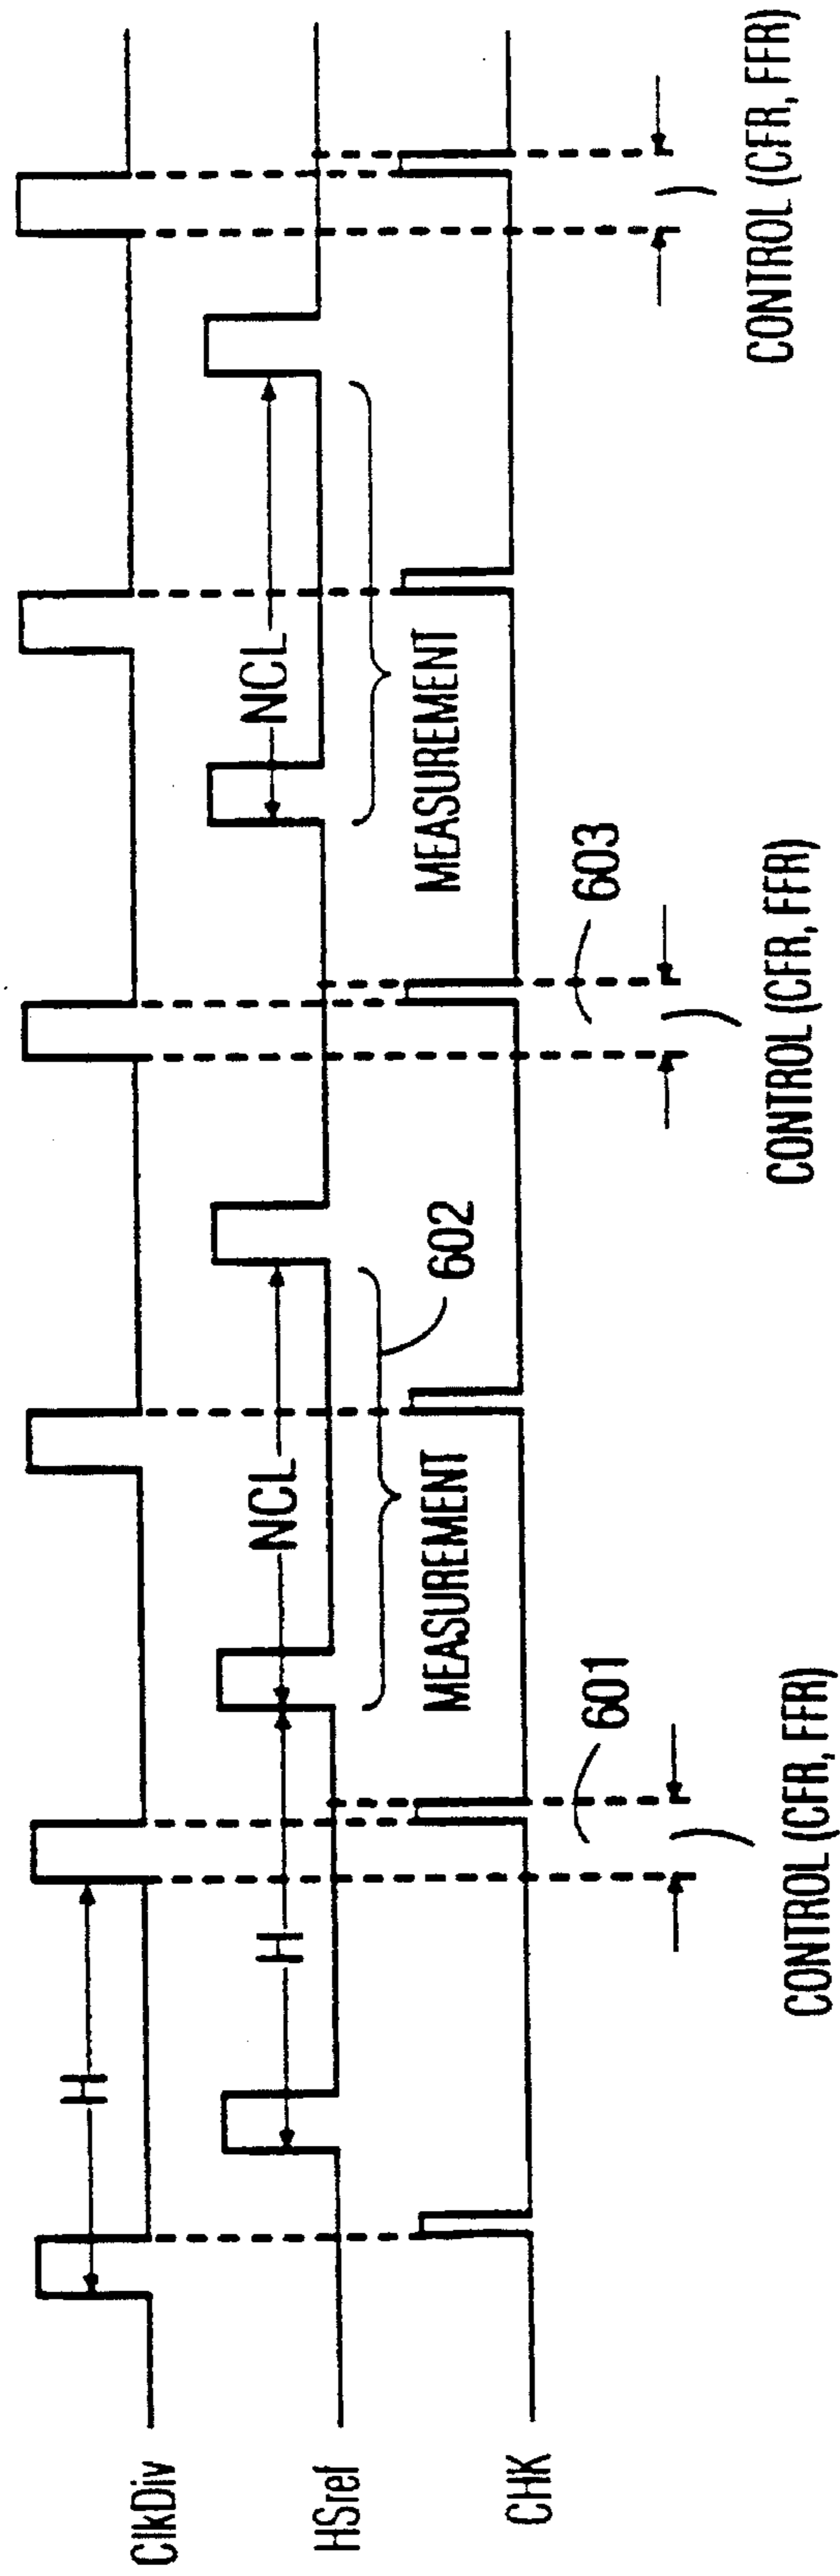 ClkDiv
H
HSref
H
NCL
NCL
CHK
MEASUREMENT
602
MEASUREMENT
601
603
CONTROL (CFR, FFR)
CONTROL (CFR, FFR)
CONTROL (CFR, FFR)